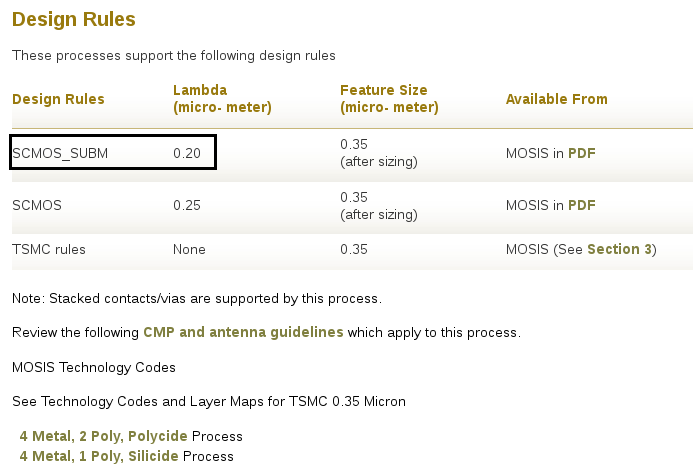 Design Rules
These processes support the following design rules
Design Rules Lambda (micro- meter) Feature Size (micro- meter) Available From
SCMOS_SUBM 0.20 0.35 (after sizing) MOSIS in PDF
SCMOS 0.25 0.35 (after sizing) MOSIS in PDF
TSMC rules None 0.35 MOSIS (See Section 3)
Note: Stacked contacts/vias are supported by this process.
Review the following CMP and antenna guidelines which apply to this process.
MOSIS Technology Codes
See Technology Codes and Layer Maps for TSMC 0.35 Micron
4 Metal, 2 Poly, Polycide Process
4 Metal, 1 Poly, Silicide Process